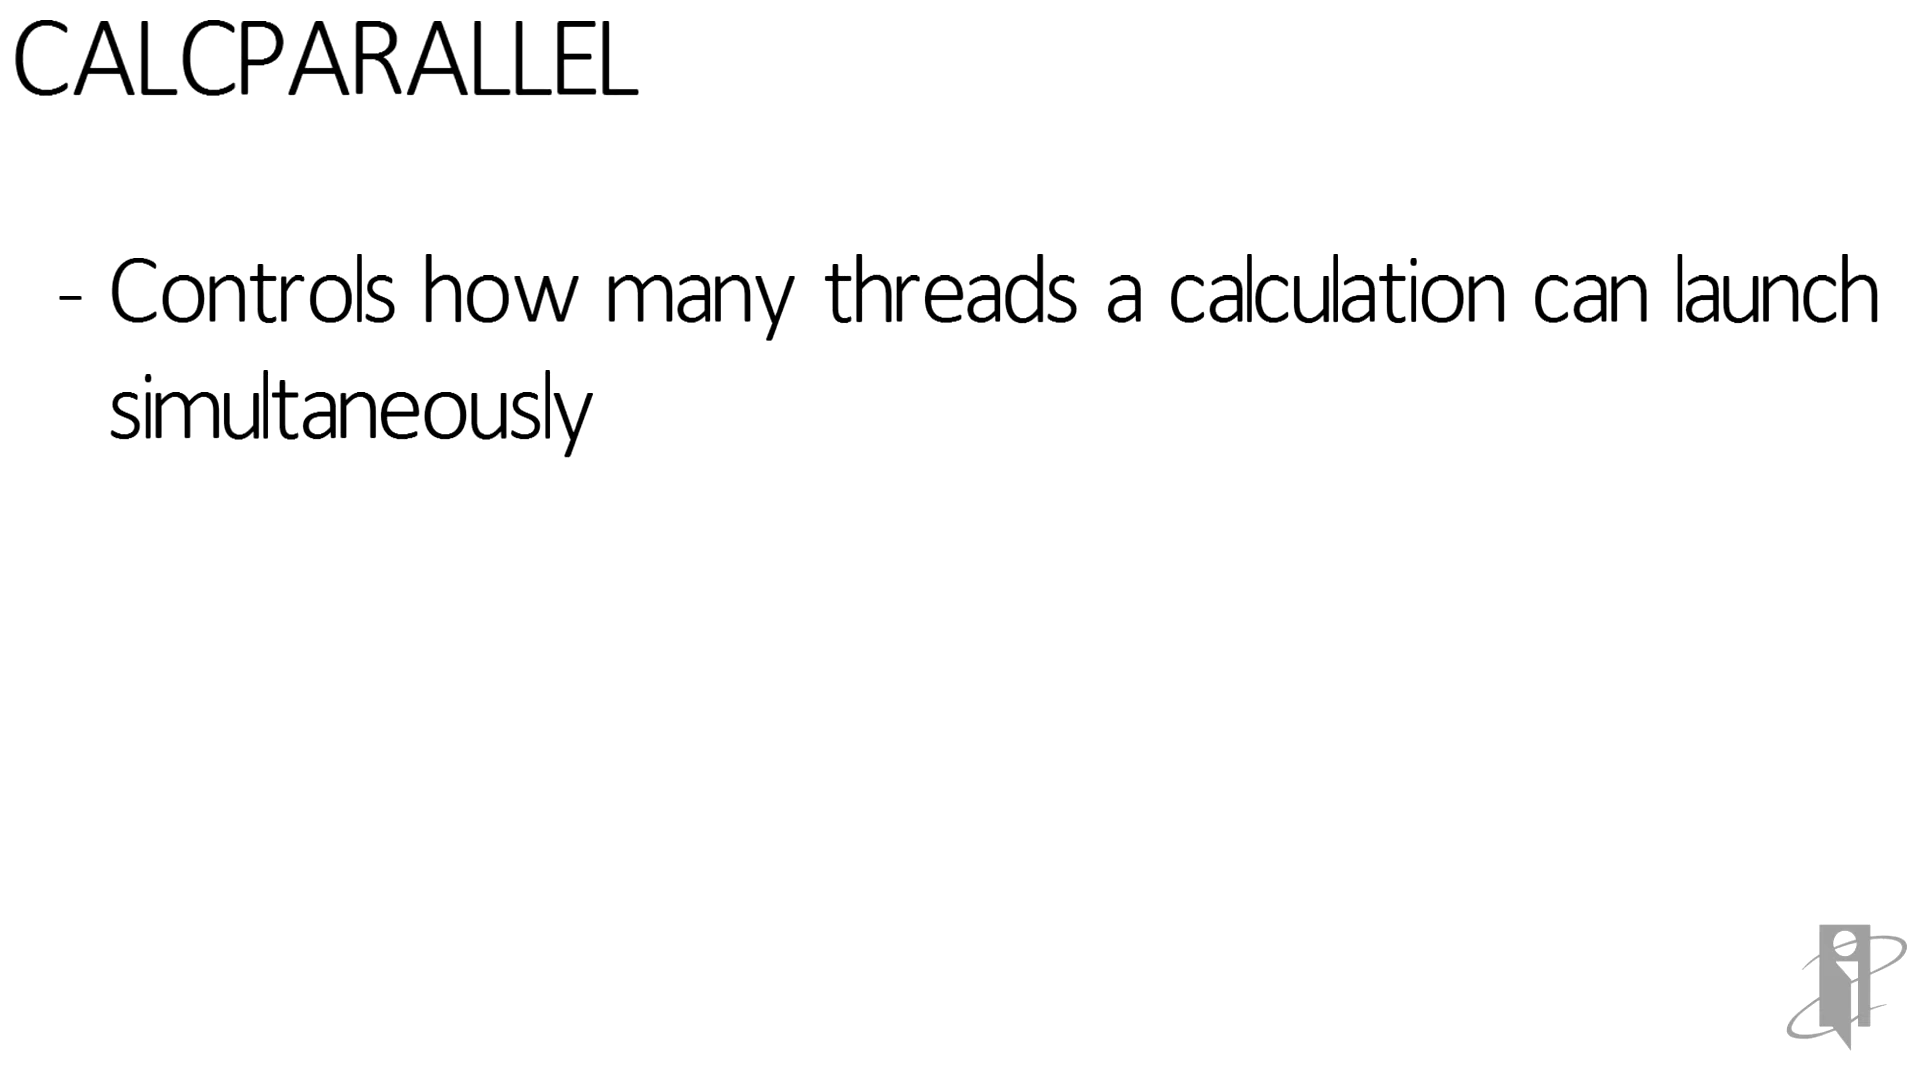 CALCPARALLEL
- Controls how many threads a calculation can launch
simultaneously